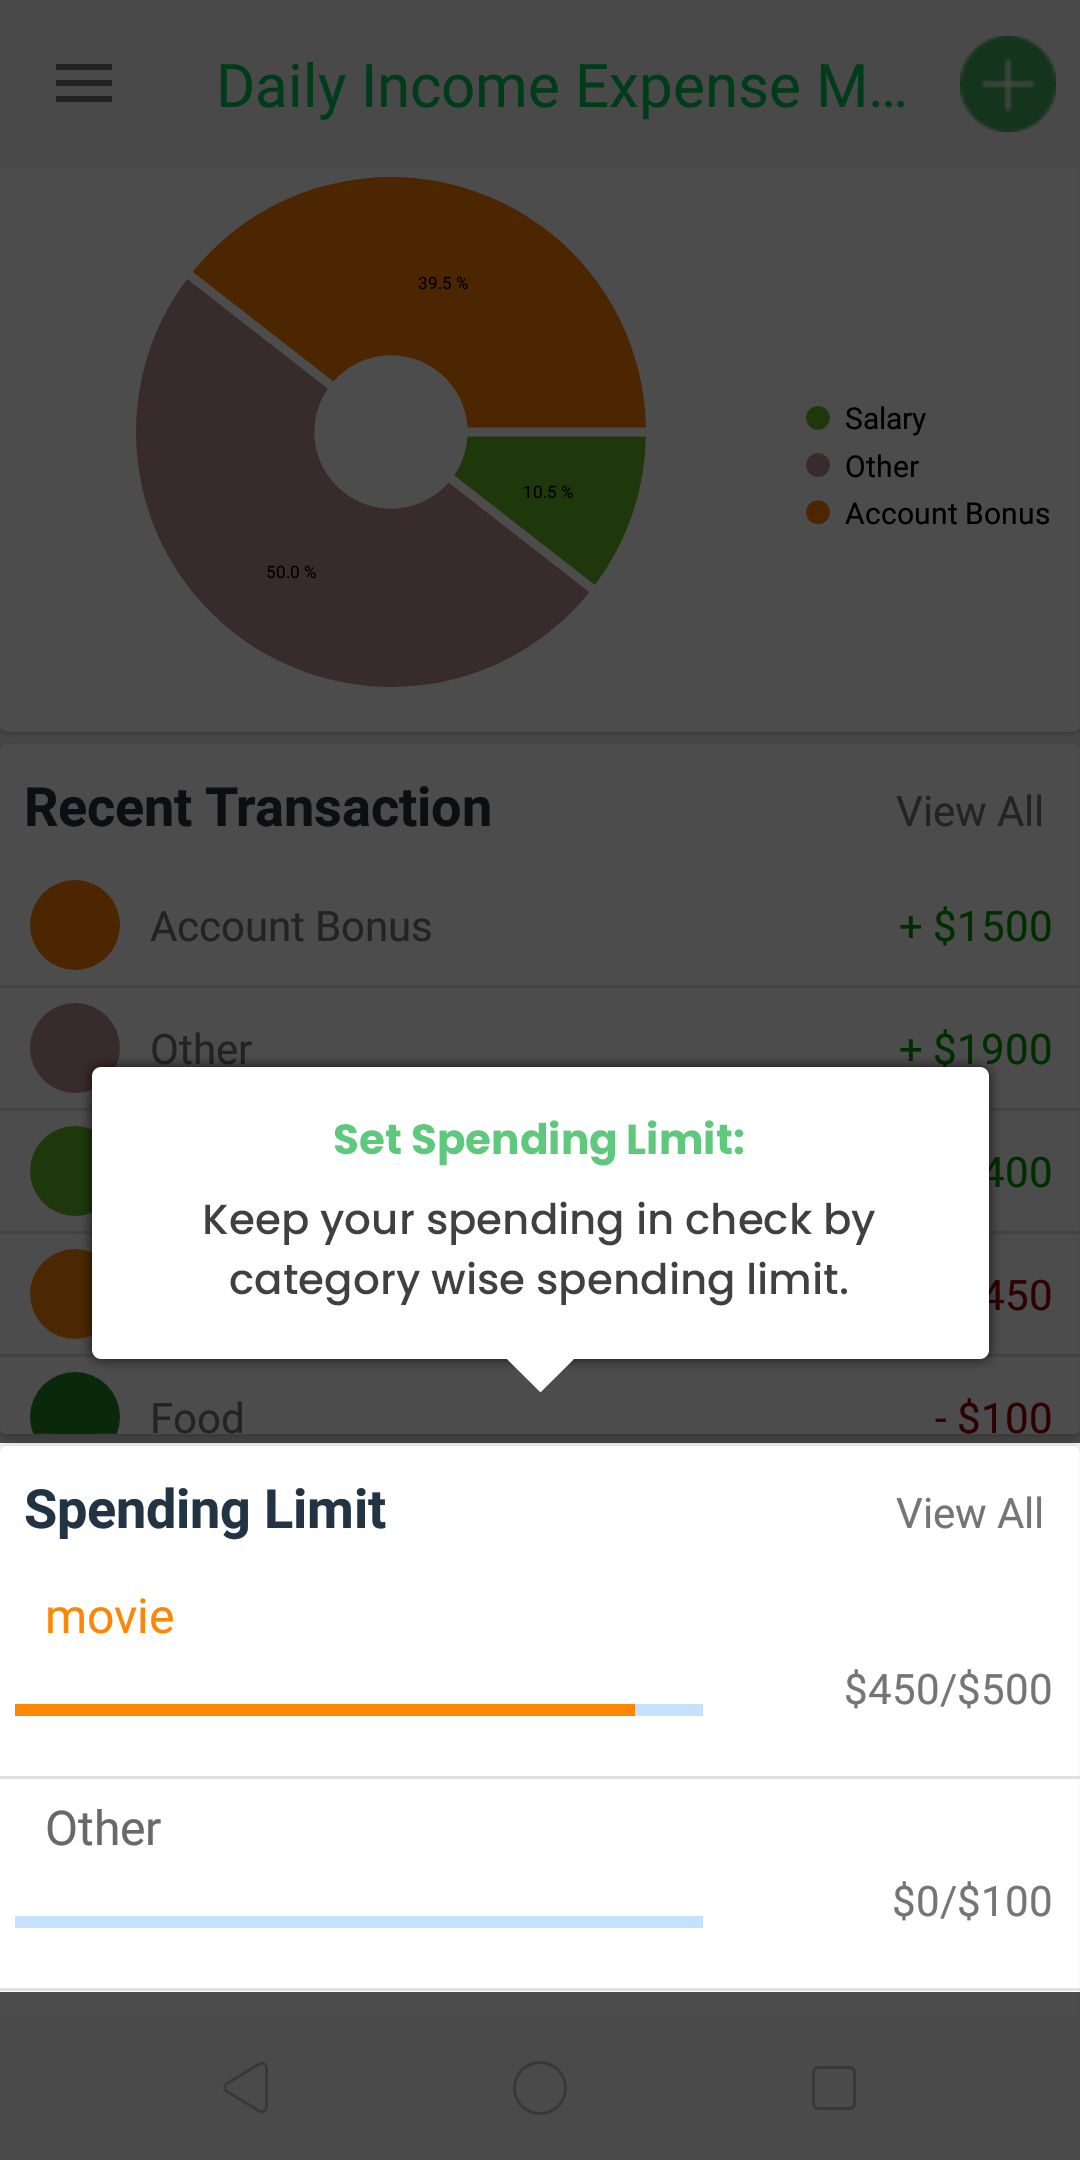 Daily Income Expense M...
39.5 %
10.5 %
50.0 %
Salary
Other
Account Bonus
Recent Transaction
View All
Account Bonus
+ $1500
Other
+ $1900
400
450
Food
- $100
Set Spending Limit:
Keep your spending in check by
category wise spending limit.
Spending Limit
View All
movie
$450/$500
Other
$0/$100